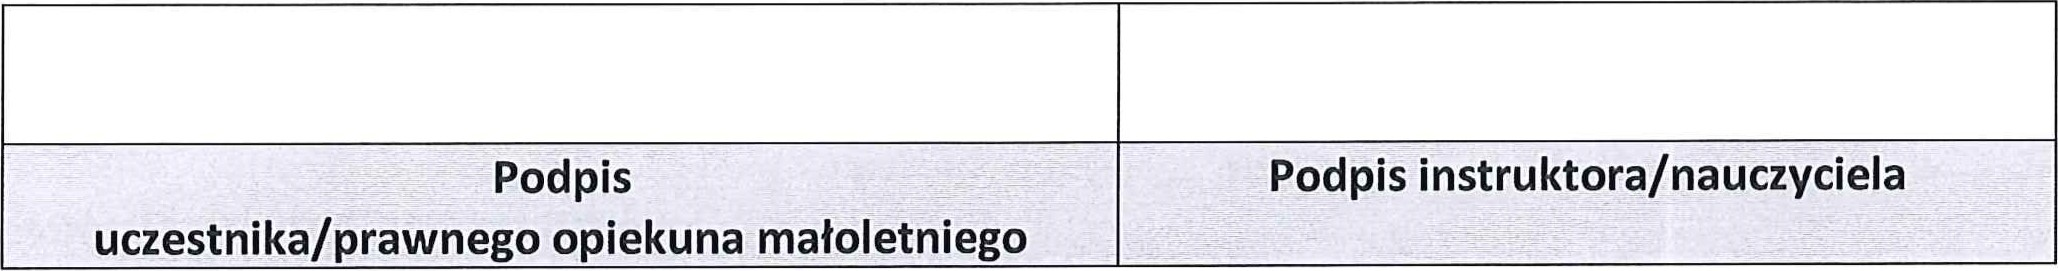 Podpis
uczestnika/prawnego opiekuna małoletniego
Podpis instruktora/nauczyciela